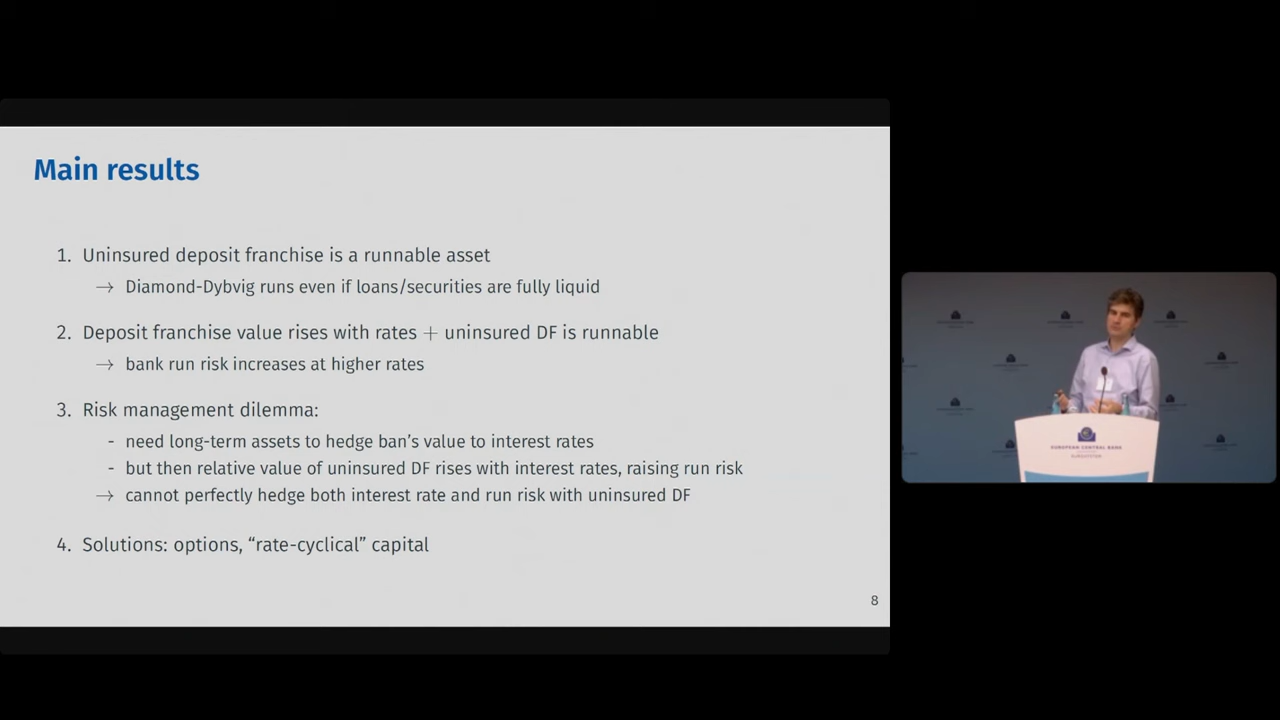 Main results
1. Uninsured deposit franchise is a runnable asset
→ Diamond-Dybvig runs even if loans/securities are fully liquid
2. Deposit franchise value rises with rates + uninsured DF is runnable
→ bank run risk increases at higher rates
3. Risk management dilemma:
- need long-term assets to hedge ban's value to interest rates
- but then relative value of uninsured DF rises with interest rates, raising run risk
→ cannot perfectly hedge both interest rate and run risk with uninsured DF
4. Solutions: options, “rate-cyclical” capital
8
EUROPEAN CENTRAL BANK
EUROSYSTEM